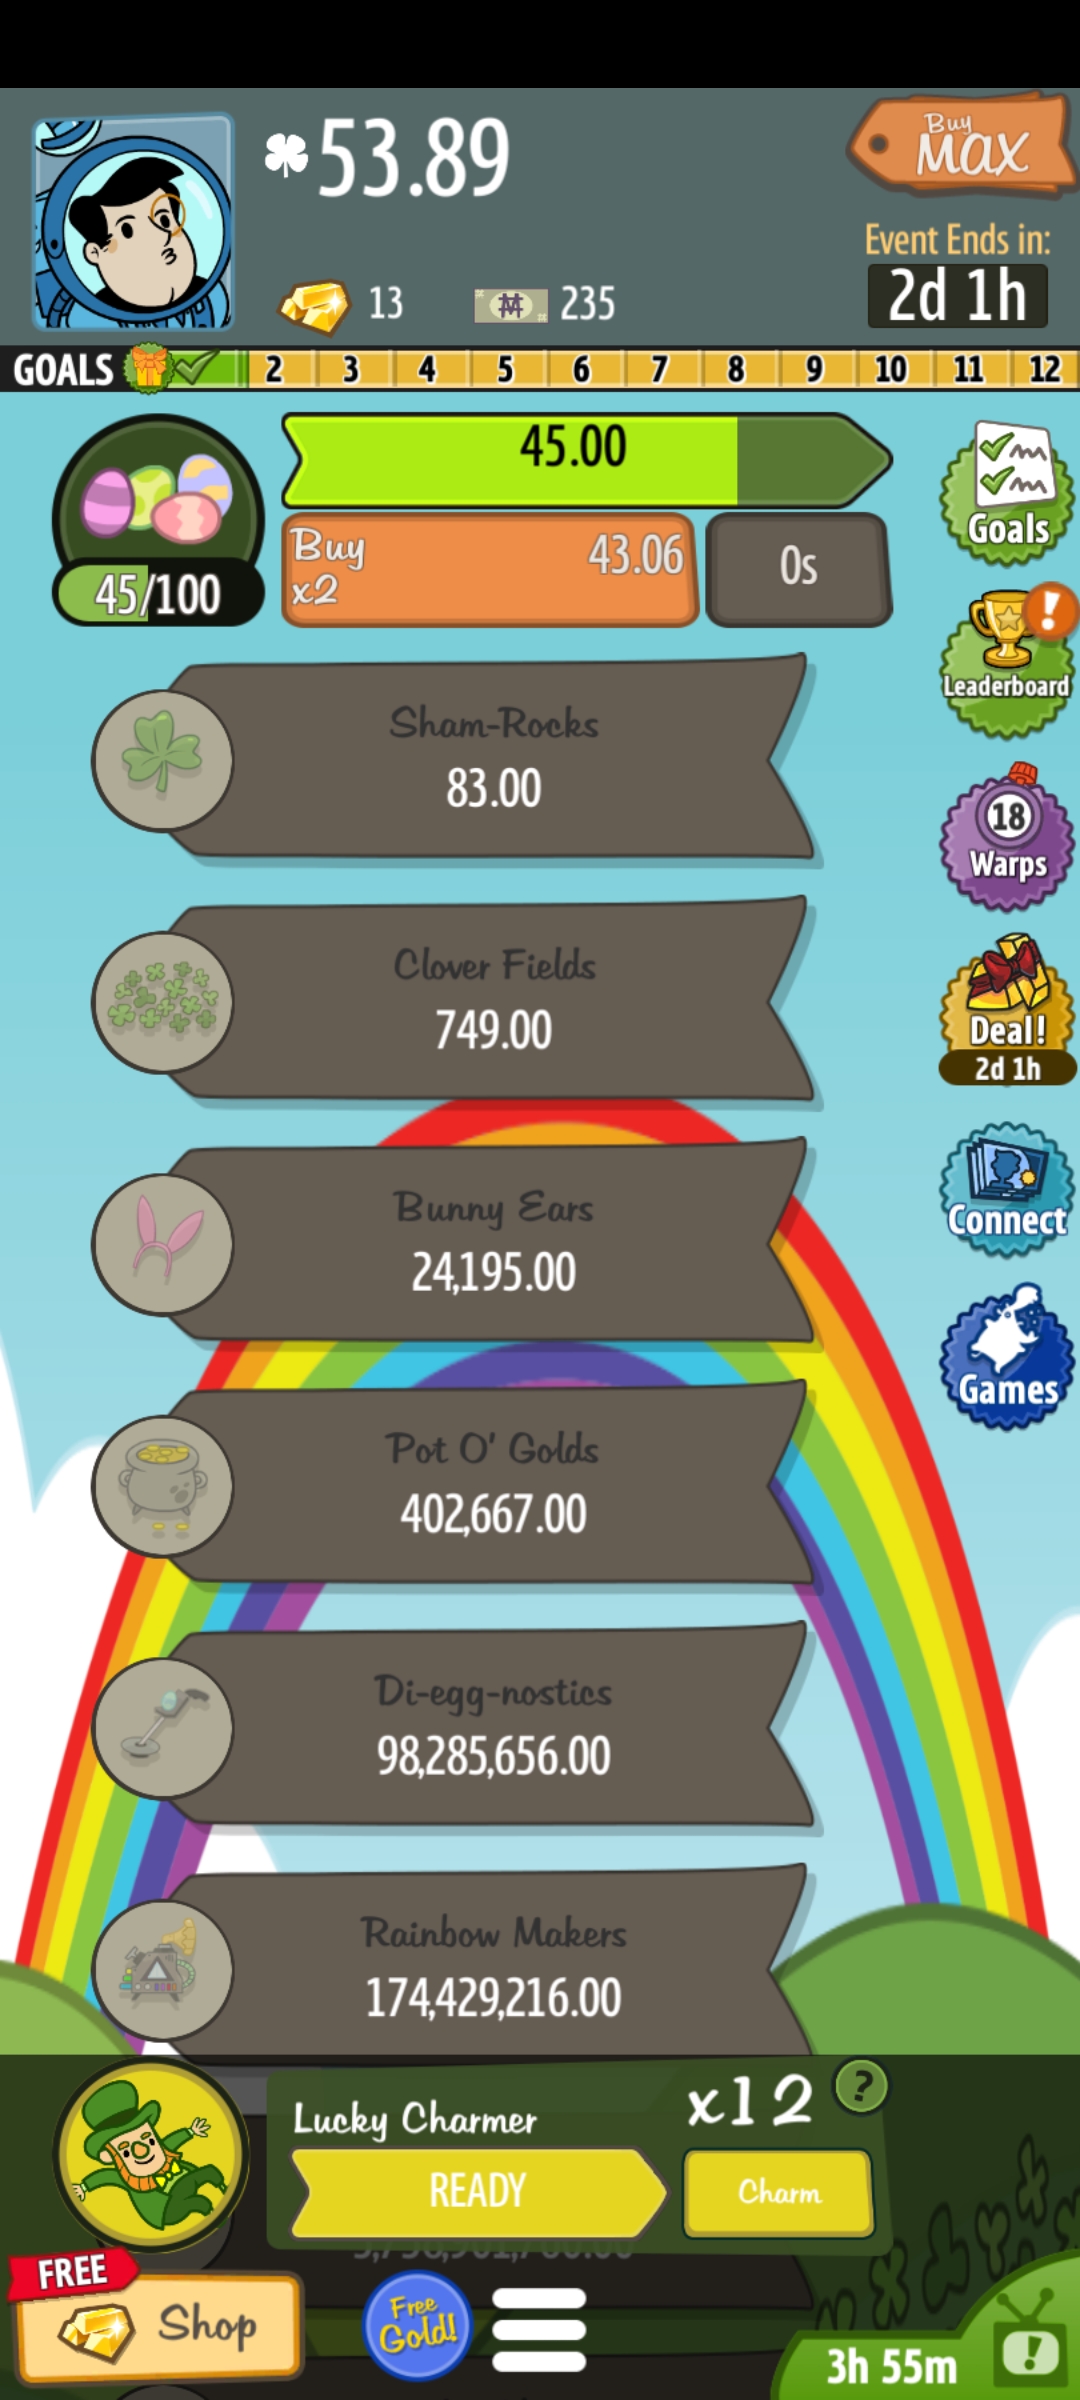 53.89
Buy
MAX
Event Ends in:
13
235
2d 1h
GOALS 2 3 4 5 6 7 8 9 10 11 12
45.00
45/100
Buy
x2
43.06
0s
Goals
Sham-Rocks
83.00
Leaderboard
18
Warps
Clover Fields
749.00
Deal!
2d 1h
Bunny Ears
24,195.00
Connect
Games
Pot O' Golds
402,667.00
Di-egg-nostics
98,285,656.00
Rainbow Makers
174,429,216.00
Lucky Charmer
x12
?
READY
Charm
FREE
Shop
Free
Gold!
3h 55m